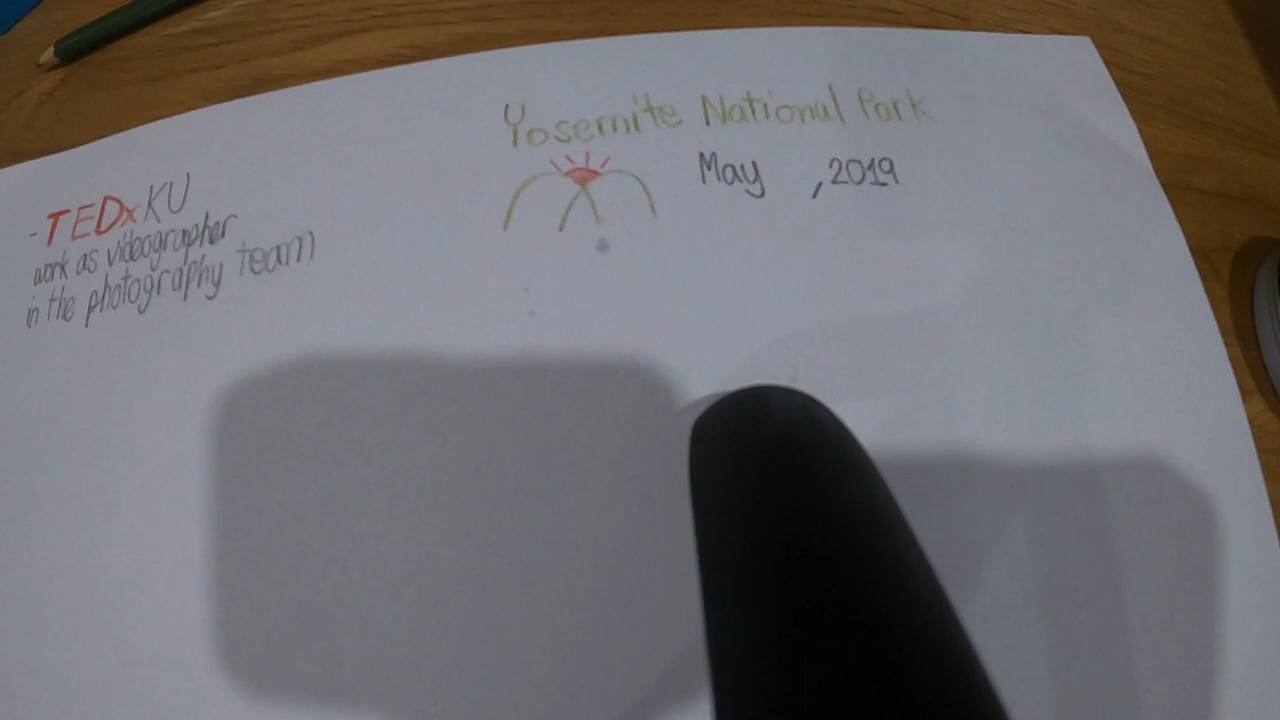 Yosemite National Park
May ,2019
-TEDxKU
work as videographer
in the photography team